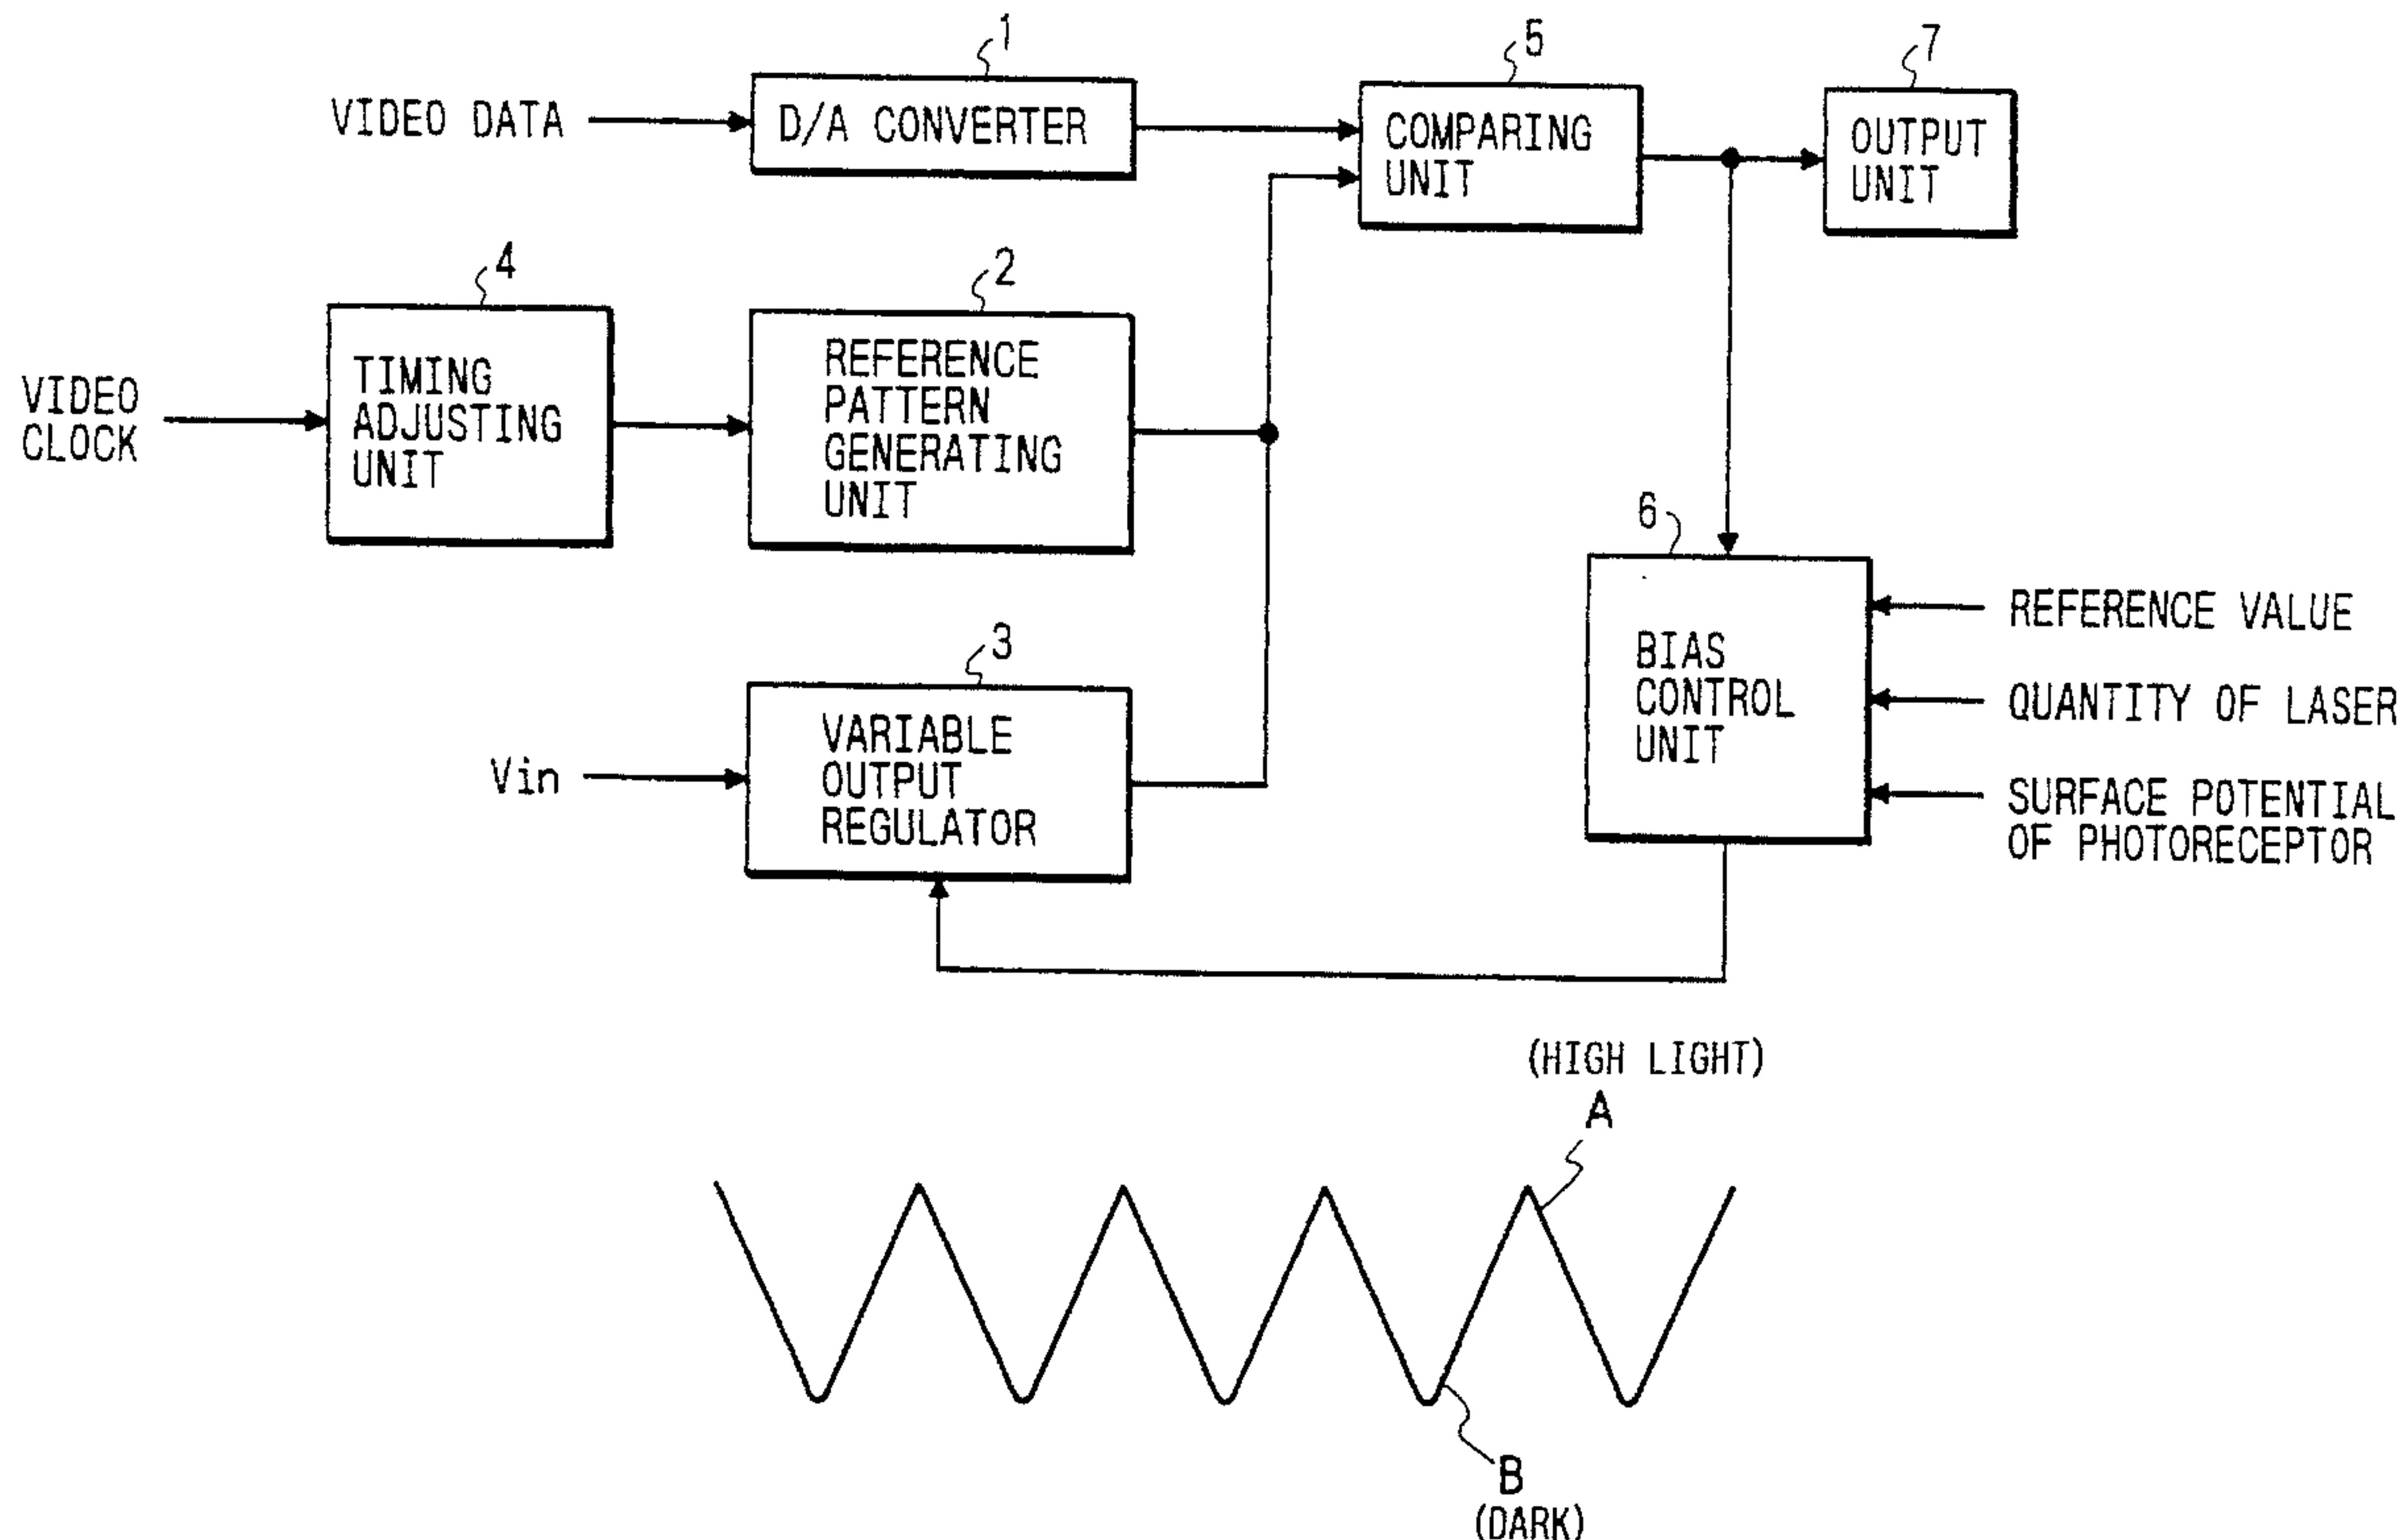 1
5
7
VIDEO DATA
D/A CONVERTER
COMPARING
UNIT
OUTPUT
UNIT
4
2
VIDEO
CLOCK
TIMING
ADJUSTING
UNIT
REFERENCE
PATTERN
GENERATING
UNIT
6
3
Vin
VARIABLE
OUTPUT
REGULATOR
BIAS
CONTROL
UNIT
REFERENCE VALUE
QUANTITY OF LASER
SURFACE POTENTIAL
OF PHOTORECEPTOR
(HIGH LIGHT)
A
B
(DARK)